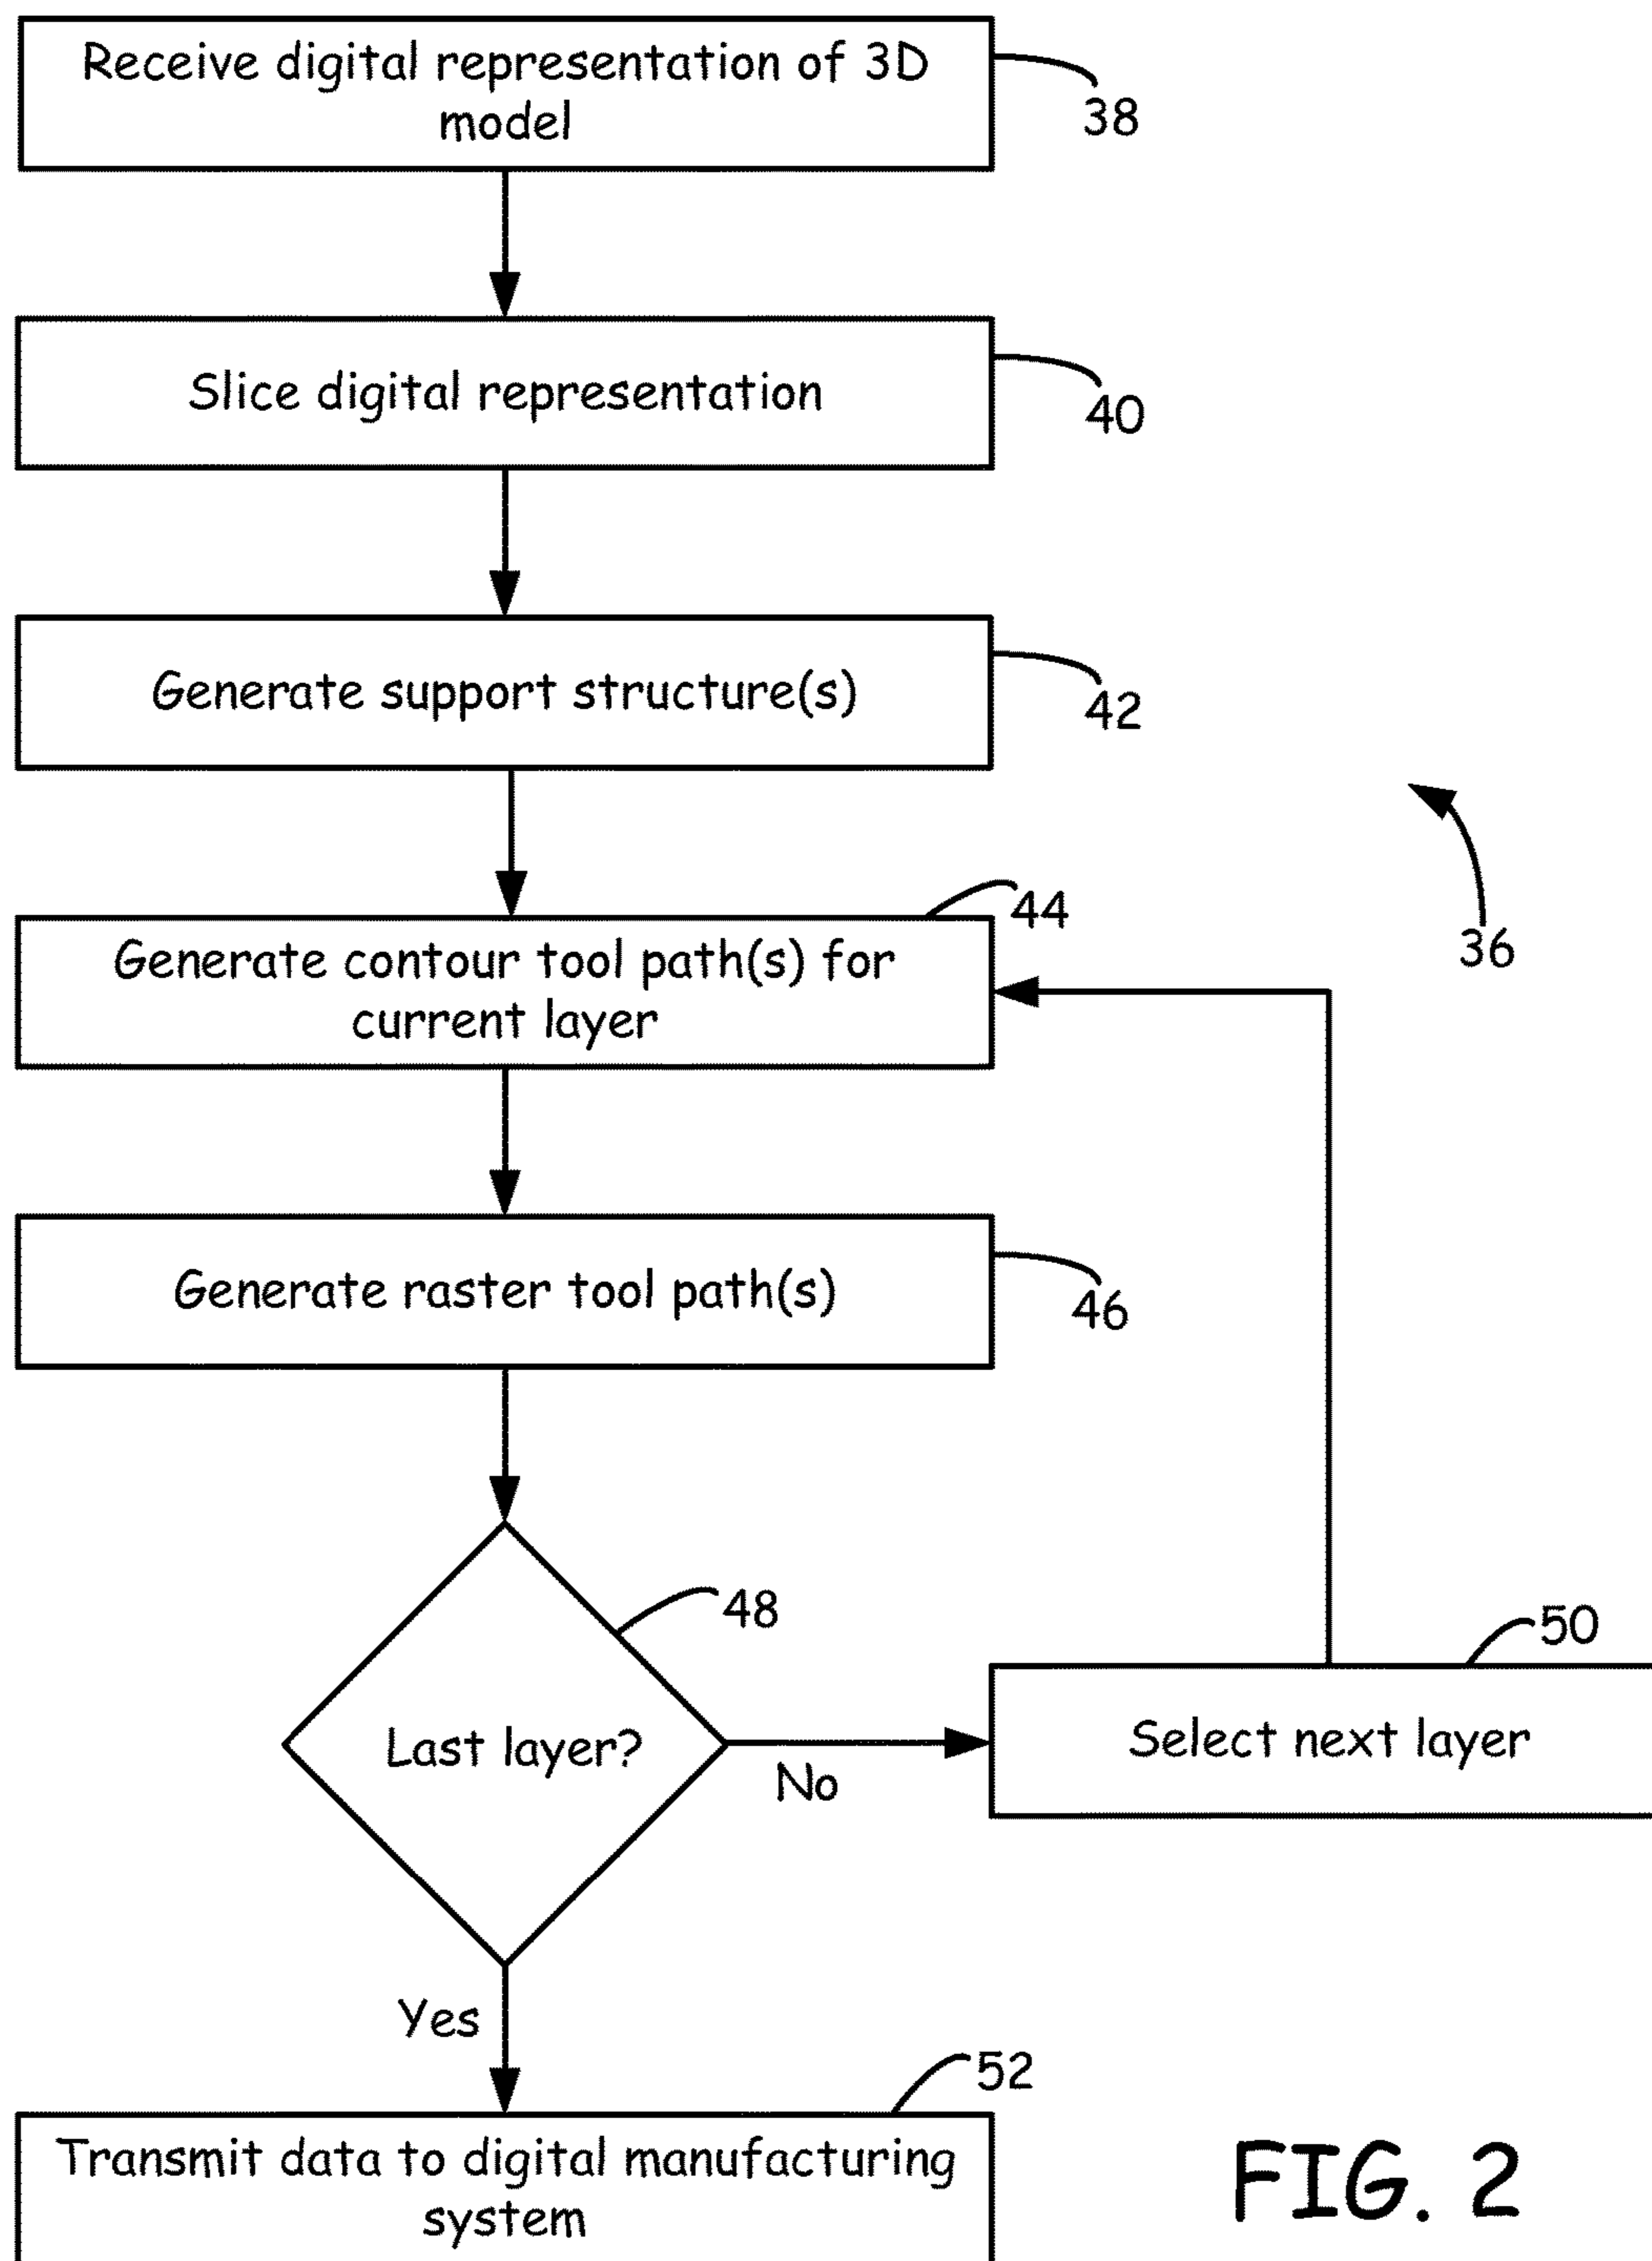 Receive digital representation of 3D
model
38
Slice digital representation
40
Generate support structure(s)
42
36
44
Generate contour tool path(s) for
current layer
Generate raster tool path(s)
46
48
Last layer?
No
50
Select next layer
Yes
52
Transmit data to digital manufacturing
system
FIG. 2